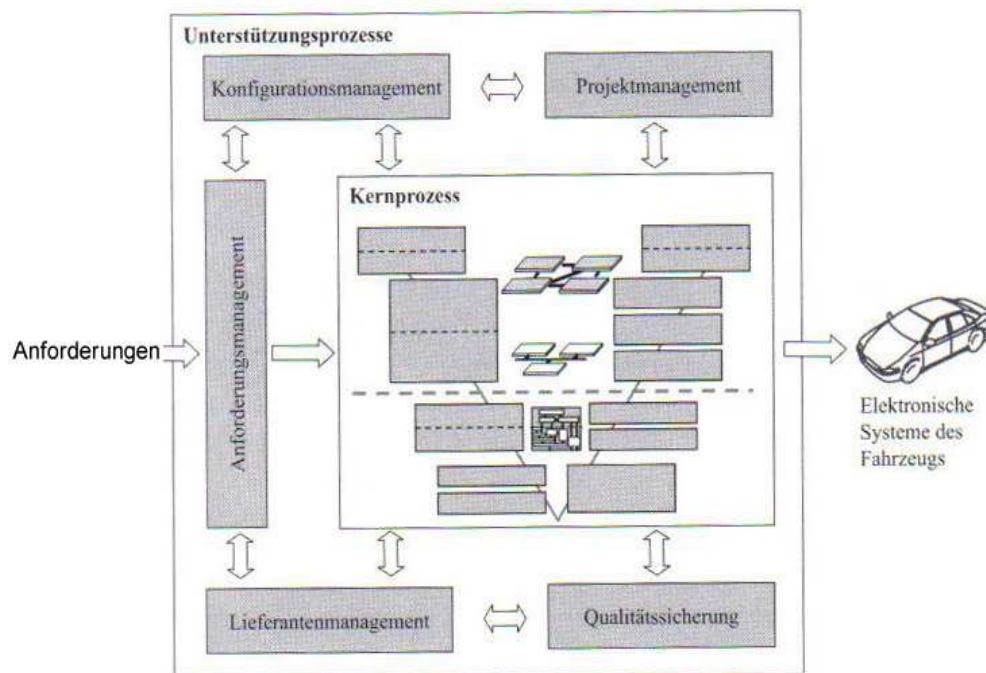 Unterstützungsprozesse
Konfigurationsmanagement
Projektmanagement
Kernprozess
Anforderungsmanagement
Anforderungen
Elektronische
Systeme des
Fahrzeugs
Lieferantenmanagement
Qualitätssicherung